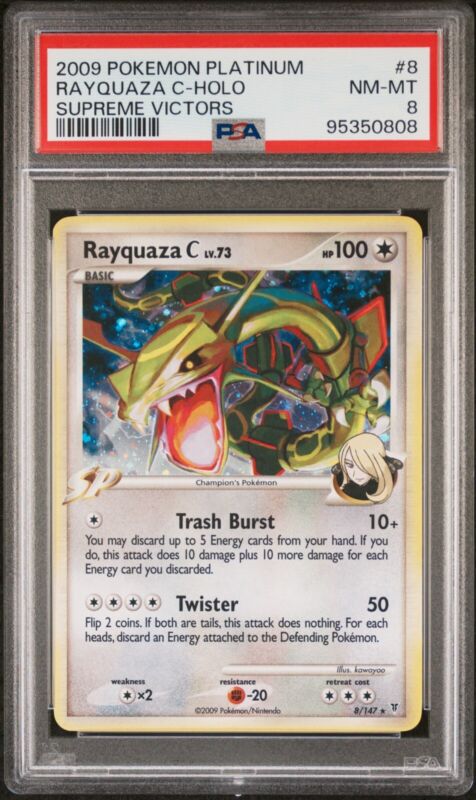 2009 POKEMON PLATINUM #8
RAYQUAZA C-HOLO NM-MT
SUPREME VICTORS 8
PSA 95350808
Rayquaza C LV.73 HP 100
BASIC
SP
Champion's Pokémon
Trash Burst 10+
You may discard up to 5 Energy cards from your hand. If you
do, this attack does 10 damage plus 10 more damage for each
Energy card you discarded.
Twister 50
Flip 2 coins. If both are tails, this attack does nothing. For each
heads, discard an Energy attached to the Defending Pokémon.
Illus. kawayoo
weakness resistance retreat cost
×2 -20
©2009 Pokémon/Nintendo 8/147 ★
PSA